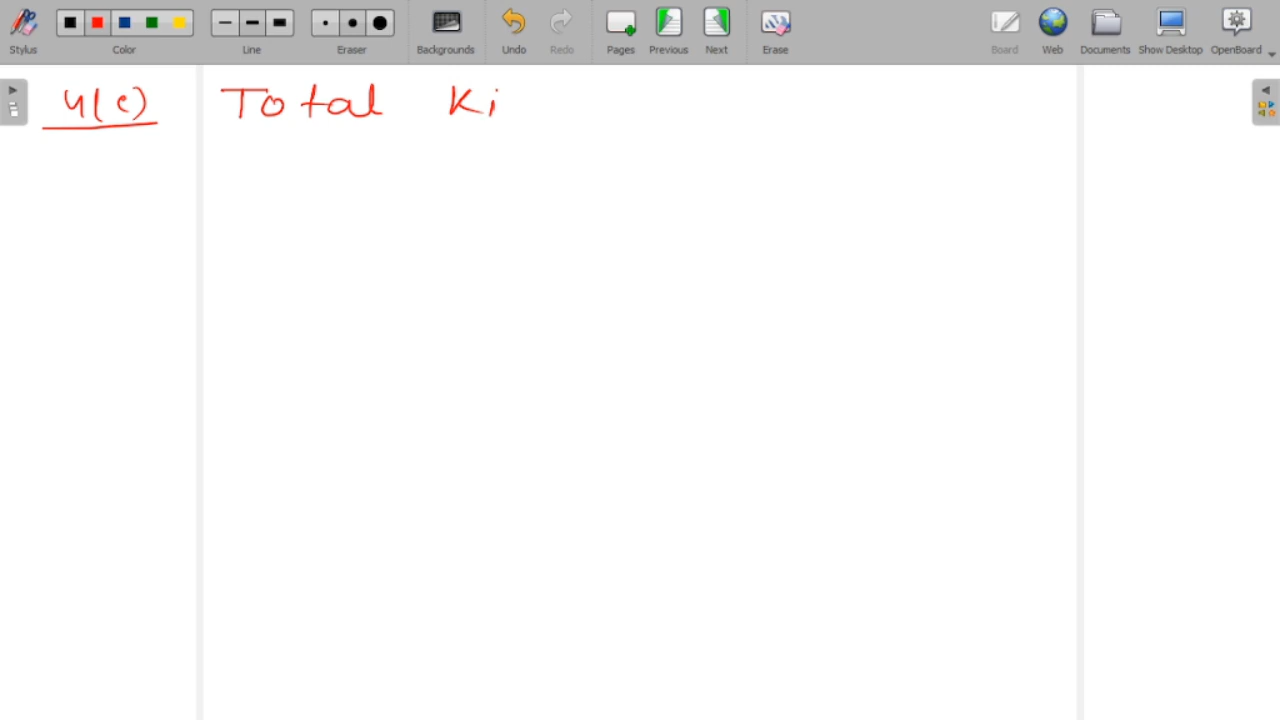 Stylus Color Line Eraser Backgrounds Undo Redo Pages Previous Next Erase Board Web Documents Show Desktop OpenBoard
4(c) Total Ki